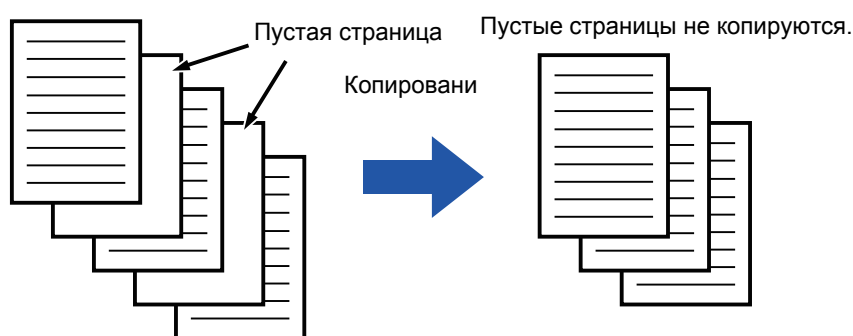 Пустая страница
Пустые страницы не копируются.
Копировани